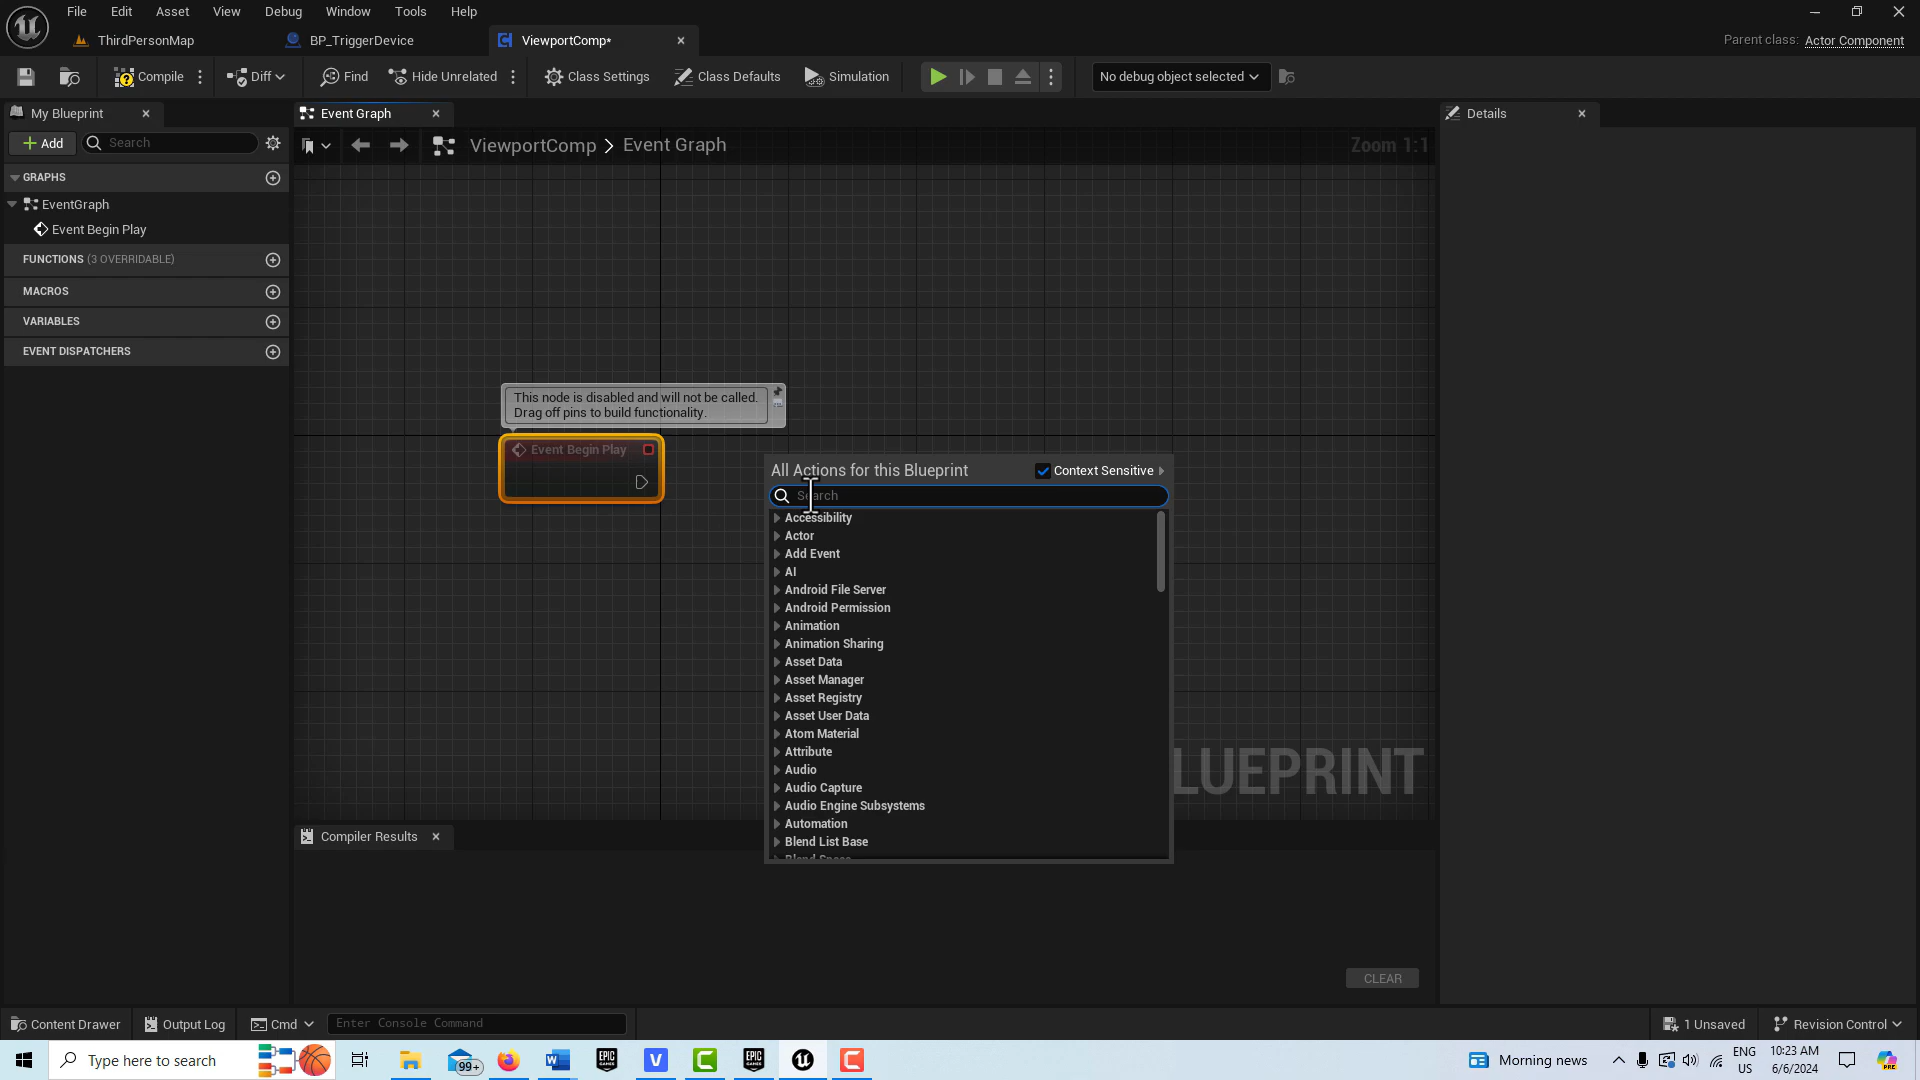 File Edit Asset View Debug Window Tools Help
ThirdPersonMap BP_TriggerDevice ViewportComp*
Parent class: Actor Component
Compile Diff Find Hide Unrelated Class Settings Class Defaults Simulation No debug object selected
My Blueprint
Event Graph
Details
Add Search
ViewportComp > Event Graph Zoom 1:1
GRAPHS
EventGraph
Event Begin Play
FUNCTIONS (3 OVERRIDABLE)
MACROS
VARIABLES
EVENT DISPATCHERS
This node is disabled and will not be called.
Drag off pins to build functionality.
Event Begin Play
All Actions for this Blueprint Context Sensitive
Search
Accessibility
Actor
Add Event
AI
Android File Server
Android Permission
Animation
Animation Sharing
Asset Data
Asset Manager
Asset Registry
Asset User Data
Atom Material
Attribute
Audio
Audio Capture
Audio Engine Subsystems
Automation
Blend List Base
LUEPRINT
Compiler Results
CLEAR
Content Drawer Output Log Cmd Enter Console Command 1 Unsaved Revision Control
Type here to search 99+ Morning news ENG US 10:23 AM 6/6/2024